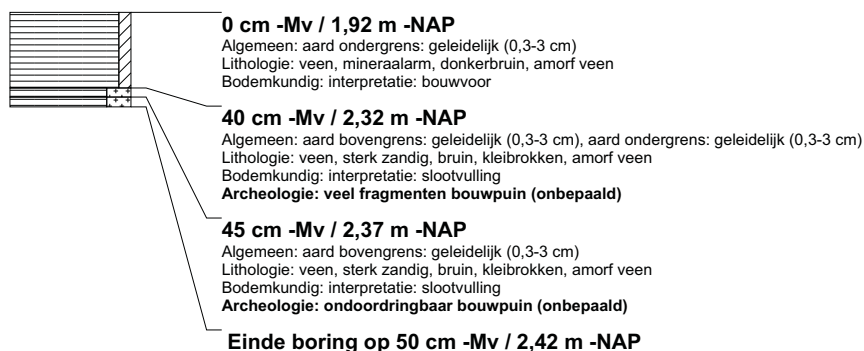 0 cm -Mv / 1,92 m -NAP
Algemeen: aard ondergrens: geleidelijk (0,3-3 cm)
Lithologie: veen, mineraalarm, donkerbruin, amorf veen
Bodemkundig: interpretatie: bouwvoor
40 cm -Mv / 2,32 m -NAP
Algemeen: aard bovengrens: geleidelijk (0,3-3 cm), aard ondergrens: geleidelijk (0,3-3 cm)
Lithologie: veen, sterk zandig, bruin, kleibrokken, amorf veen
Bodemkundig: interpretatie: slootvulling
Archeologie: veel fragmenten bouwpuin (onbepaald)
45 cm -Mv / 2,37 m -NAP
Algemeen: aard bovengrens: geleidelijk (0,3-3 cm)
Lithologie: veen, sterk zandig, bruin, kleibrokken, amorf veen
Bodemkundig: interpretatie: slootvulling
Archeologie: ondoordringbaar bouwpuin (onbepaald)
Einde boring op 50 cm -Mv / 2,42 m -NAP